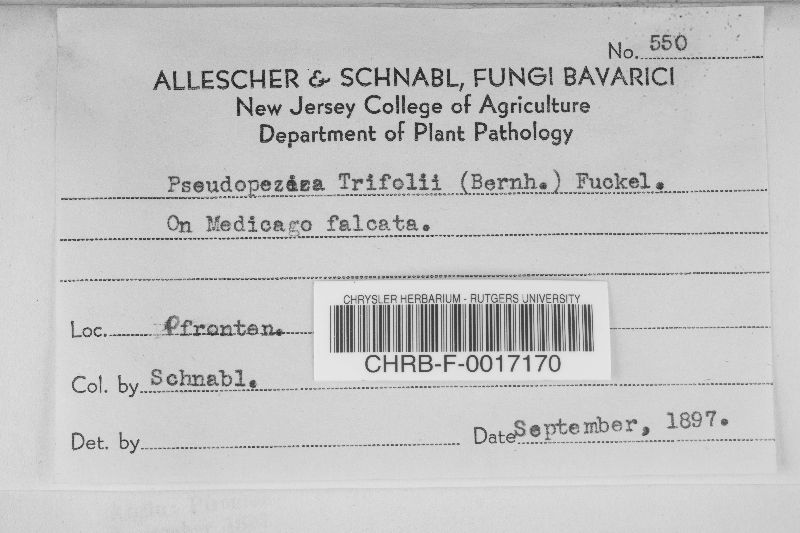 No. 550
ALLESCHER & SCHNABL, FUNGI BAVARICI
New Jersey College of Agriculture
Department of Plant Pathology
Pseudopeziza Trifolii (Bernh.) Fuckel.
On Medicago falcata.
CHRYSLER HERBARIUM - RUTGERS UNIVERSITY
CHRB-F-0017170
Loc. Pfronten.
Col. by Schnabl.
Det. by
Date September, 1897.